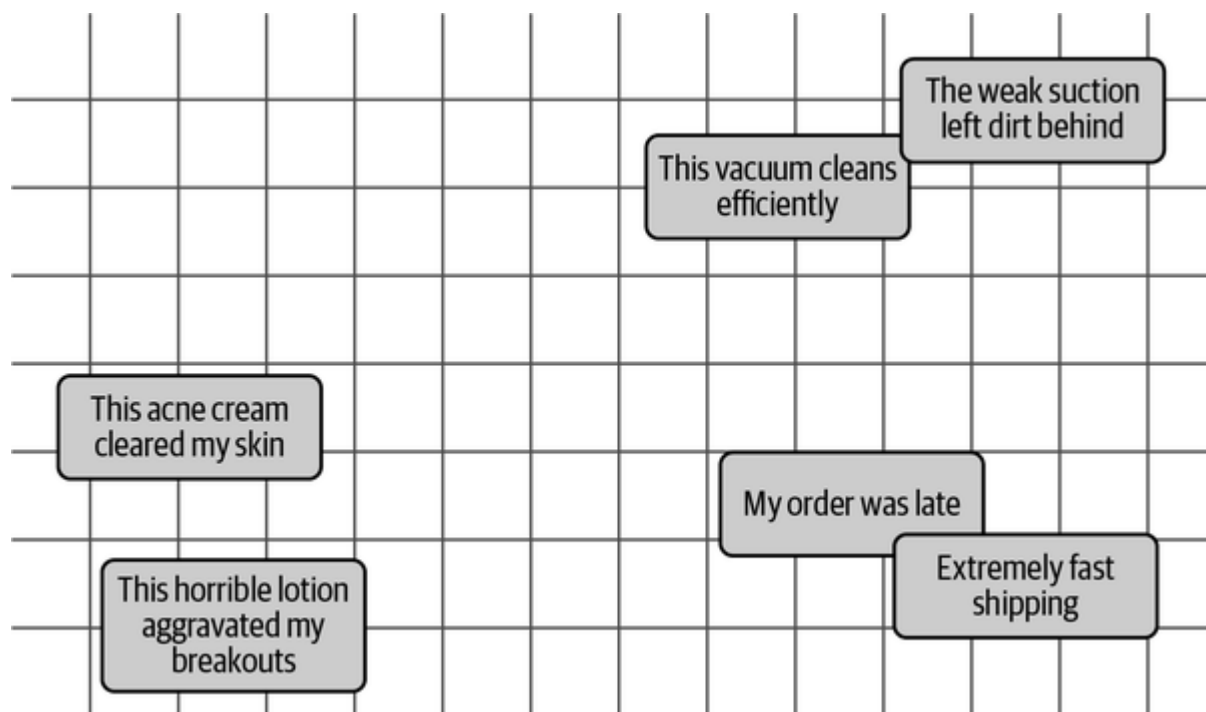 The weak suction
left dirt behind
This vacuum cleans
efficiently
This acne cream
cleared my skin
My order was late
Extremely fast
shipping
This horrible lotion
aggravated my
breakouts